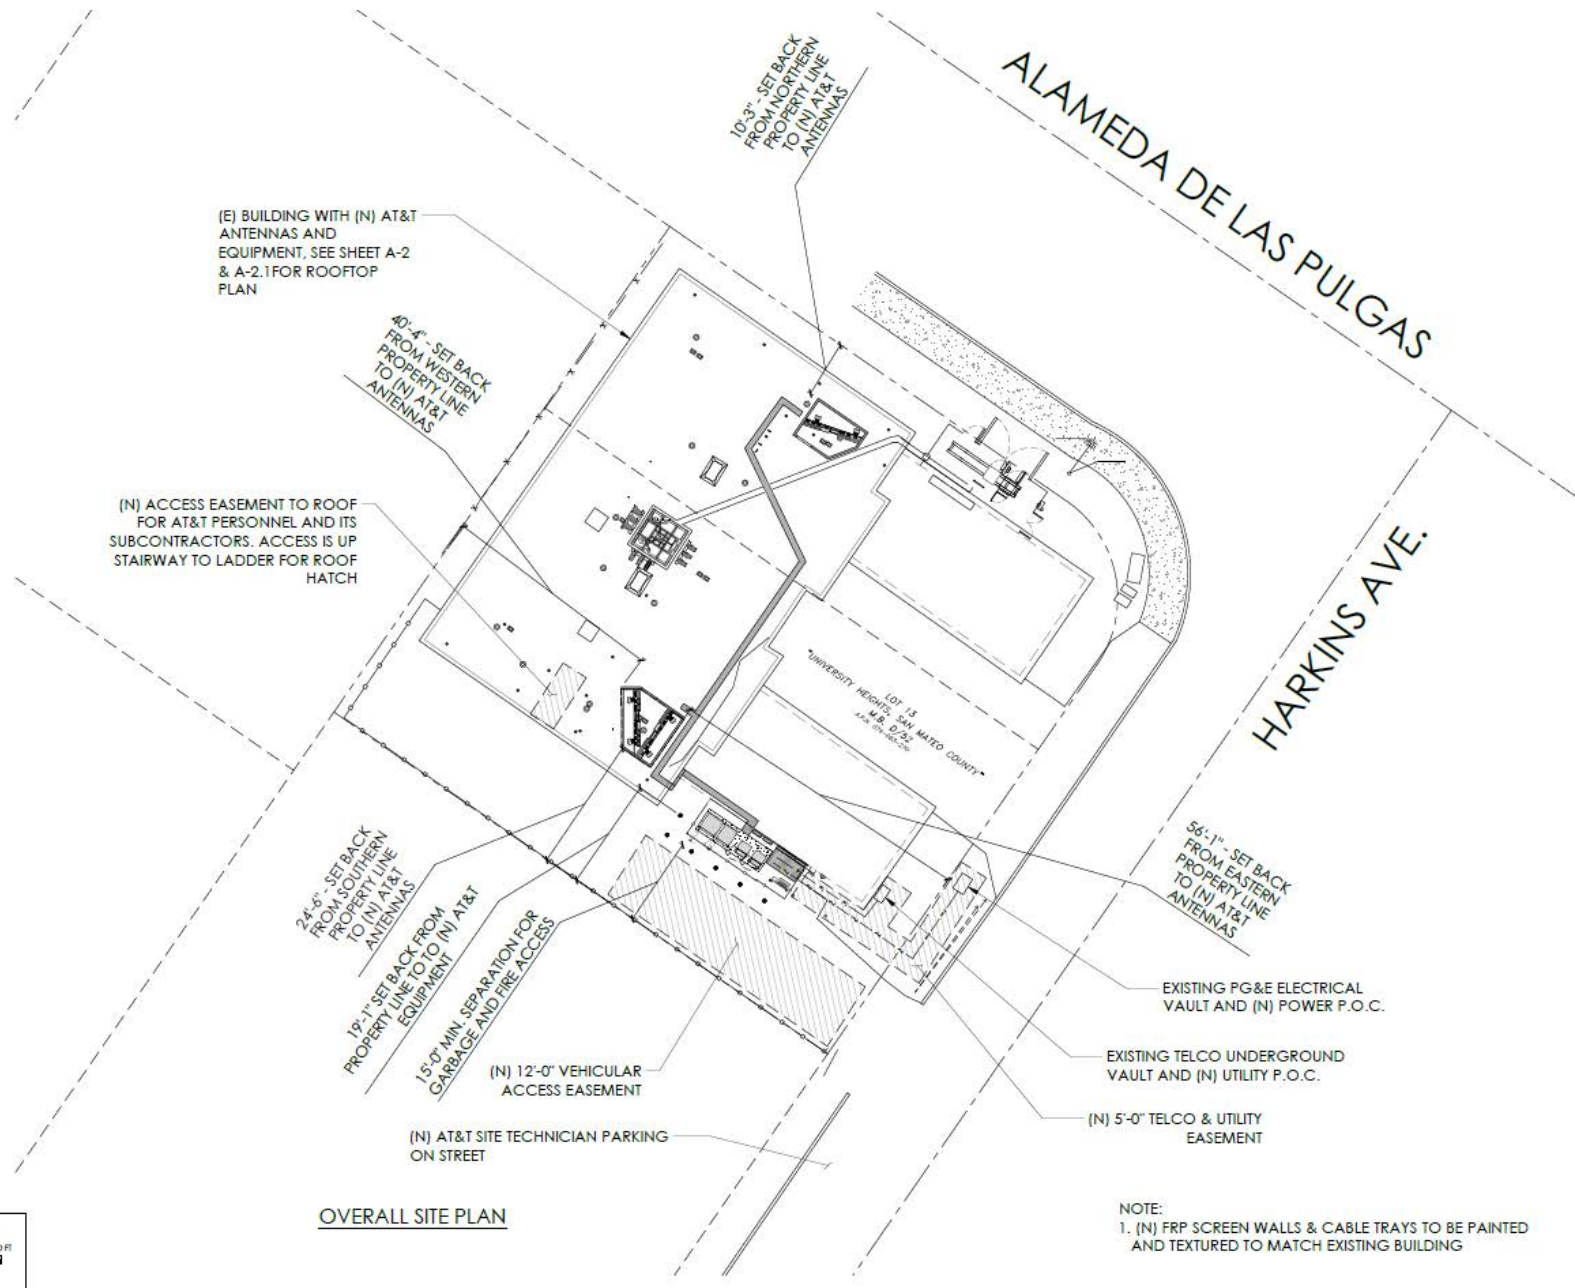 ALAMEDA DE LAS PULGAS
HARKINS AVE.
10'-3" - SET BACK
FROM NORTHERN
PROPERTY LINE
TO (N) AT&T
ANTENNAS
(E) BUILDING WITH (N) AT&T
ANTENNAS AND
EQUIPMENT, SEE SHEET A-2
& A-2.1FOR ROOFTOP
PLAN
40'-4" - SET BACK
FROM WESTERN
PROPERTY LINE
TO (N) AT&T
ANTENNAS
(N) ACCESS EASEMENT TO ROOF
FOR AT&T PERSONNEL AND ITS
SUBCONTRACTORS. ACCESS IS UP
STAIRWAY TO LADDER FOR ROOF
HATCH
LOT 13
"UNIVERSITY HEIGHTS, SAN MATEO COUNTY"
M.B. D/52
24'-6" - SET BACK
FROM SOUTHERN
PROPERTY LINE
TO (N) AT&T
ANTENNAS
19'-1" SET BACK FROM
PROPERTY LINE TO TO (N) AT&T
EQUIPMENT
15'-0" MIN. SEPARATION FOR
GARBAGE AND FIRE ACCESS
56'-1" - SET BACK
FROM EASTERN
PROPERTY LINE
TO (N) AT&T
ANTENNAS
EXISTING PG&E ELECTRICAL
VAULT AND (N) POWER P.O.C.
EXISTING TELCO UNDERGROUND
VAULT AND (N) UTILITY P.O.C.
(N) 5'-0" TELCO & UTILITY
EASEMENT
(N) 12'-0" VEHICULAR
ACCESS EASEMENT
(N) AT&T SITE TECHNICIAN PARKING
ON STREET
OVERALL SITE PLAN
NOTE:
1. (N) FRP SCREEN WALLS & CABLE TRAYS TO BE PAINTED
AND TEXTURED TO MATCH EXISTING BUILDING